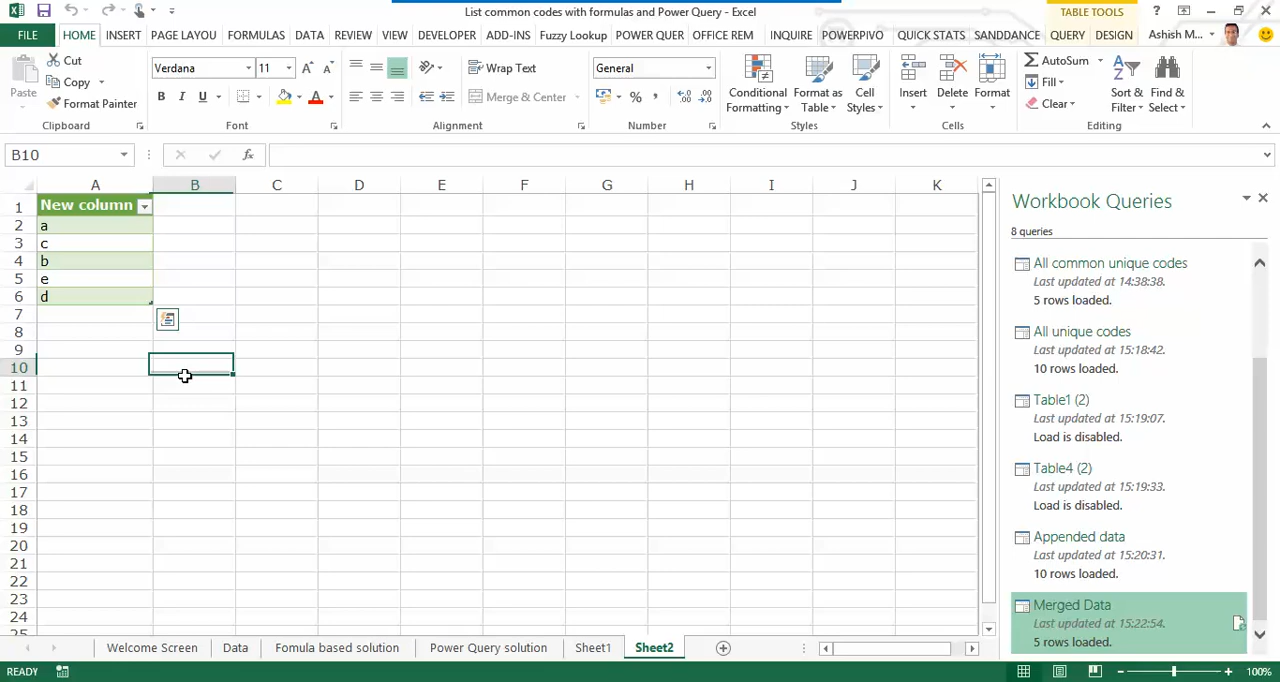 List common codes with formulas and Power Query - Excel
TABLE TOOLS
?
FILE HOME INSERT PAGE LAYOU FORMULAS DATA REVIEW VIEW DEVELOPER ADD-INS Fuzzy Lookup POWER QUER OFFICE REM INQUIRE POWERPIVO QUICK STATS SANDDANCE QUERY DESIGN Ashish M...
Paste
Cut
Copy
Format Painter
Clipboard
Verdana 11
B I U
Font
Wrap Text
Merge & Center
Alignment
General
%
Number
Conditional Formatting
Format as Table
Cell Styles
Styles
Insert
Delete
Format
Cells
AutoSum
Fill
Clear
Sort & Filter
Find & Select
Editing
B10
fx
A B C D E F G H I J K
1 New column
2 a
3 c
4 b
5 e
6 d
7
8
9
10
11
12
13
14
15
16
17
18
19
20
21
22
23
24
25
Workbook Queries
8 queries
All common unique codes
Last updated at 14:38:38.
5 rows loaded.
All unique codes
Last updated at 15:18:42.
10 rows loaded.
Table1 (2)
Last updated at 15:19:07.
Load is disabled.
Table4 (2)
Last updated at 15:19:33.
Load is disabled.
Appended data
Last updated at 15:20:31.
10 rows loaded.
Merged Data
Last updated at 15:22:54.
5 rows loaded.
Welcome Screen Data Fomula based solution Power Query solution Sheet1 Sheet2
READY
100%